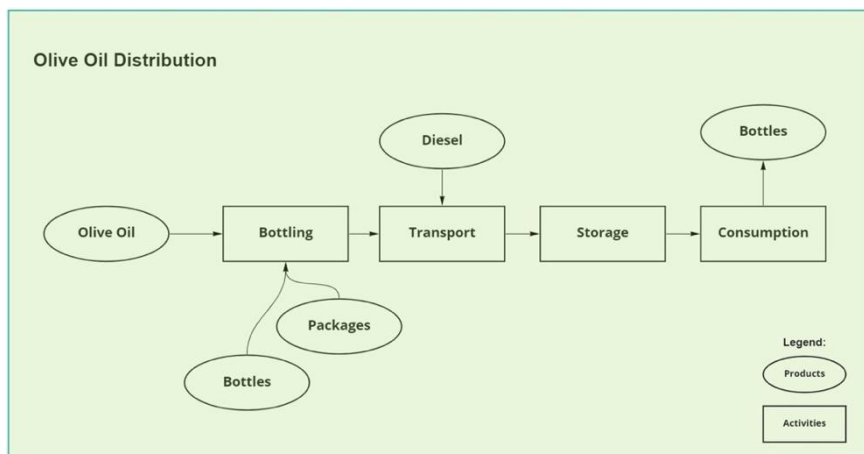 Olive Oil Distribution
Diesel
Bottles
Olive Oil
Bottling
Transport
Storage
Consumption
Packages
Bottles
Legend:
Products
Activities